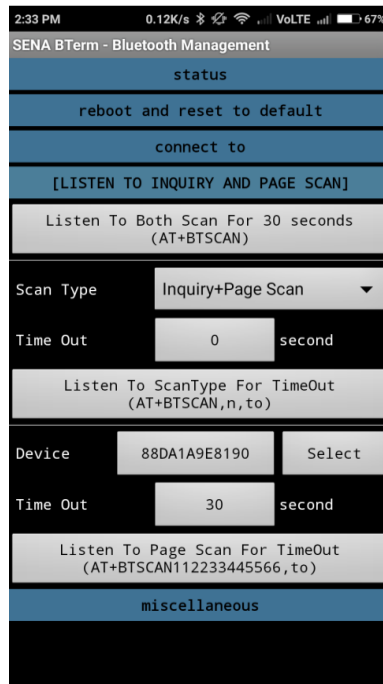 2:33 PM 0.12K/s VoLTE 67%
SENA BTerm - Bluetooth Management
status
reboot and reset to default
connect to
[LISTEN TO INQUIRY AND PAGE SCAN]
Listen To Both Scan For 30 seconds
(AT+BTSCAN)
Scan Type Inquiry+Page Scan
Time Out 0 second
Listen To ScanType For TimeOut
(AT+BTSCAN,n,to)
Device 88DA1A9E8190 Select
Time Out 30 second
Listen To Page Scan For TimeOut
(AT+BTSCAN112233445566,to)
miscellaneous